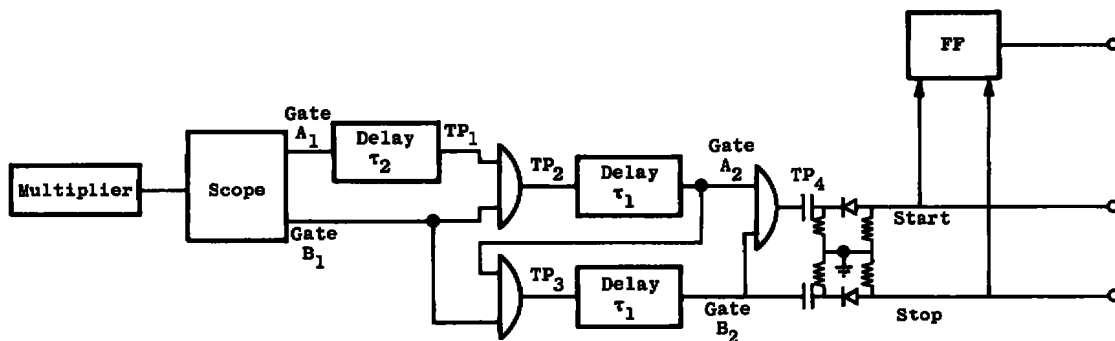 FF
Gate
A1
Delay
τ2
TP1
Gate
A2
TP2
Delay
τ1
TP4
Multiplier
Scope
Start
Gate
B1
TP3
Delay
τ1
Gate
B2
Stop